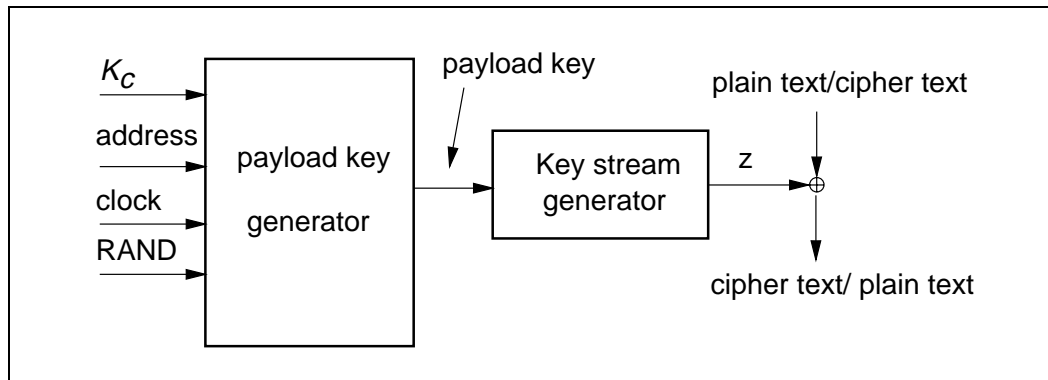 K_C
address
clock
RAND
payload key
generator
payload key
Key stream
generator
z
plain text/cipher text
cipher text/ plain text